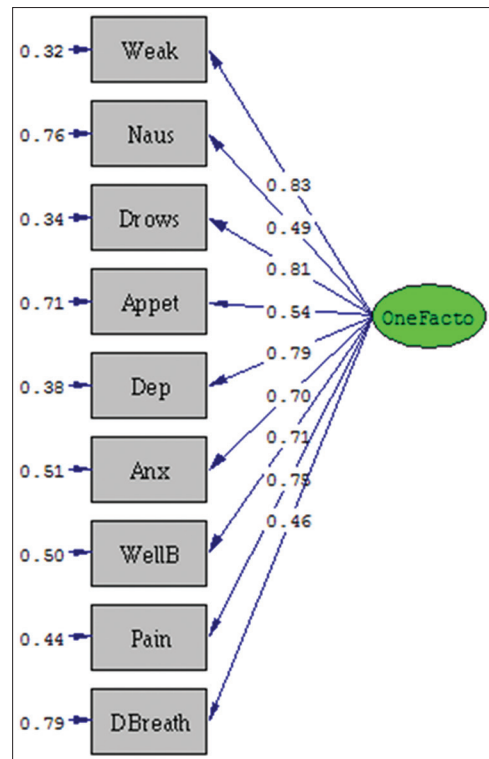 0.32 Weak
0.76 Naus
0.83
0.34 Drows
0.49
0.81
0.71 Appet 0.54 OneFacto
0.79
0.38 Dep
0.70
0.71
0.51 Anx
0.75
0.46
0.50 WellB
0.44 Pain
0.79 DBreath